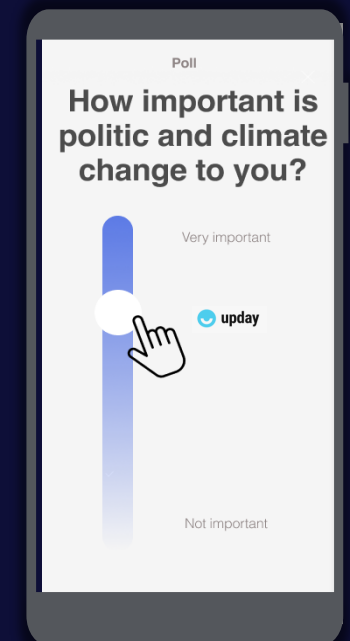 Poll
How important is
politic and climate
change to you?
Very important
upday
Not important